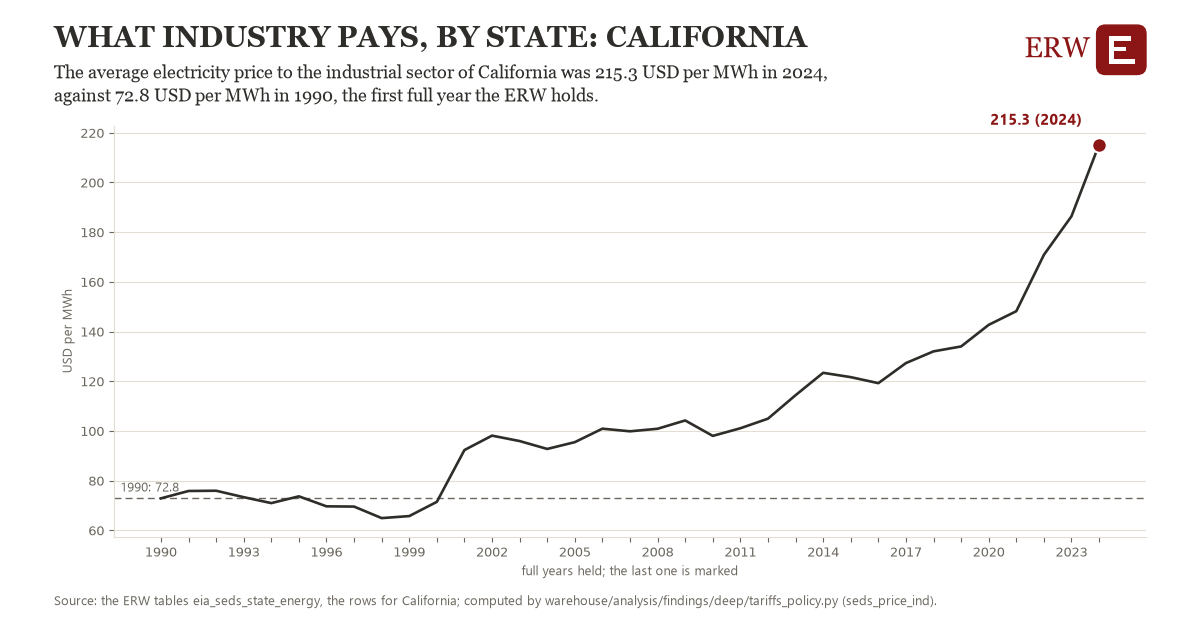 WHAT INDUSTRY PAYS, BY STATE: CALIFORNIA
ERW E
The average electricity price to the industrial sector of California was 215.3 USD per MWh in 2024,
against 72.8 USD per MWh in 1990, the first full year the ERW holds.
215.3 (2024)
220
200
180
160
140
120
100
80
60
USD per MWh
1990: 72.8
1990 1993 1996 1999 2002 2005 2008 2011 2014 2017 2020 2023
full years held; the last one is marked
Source: the ERW tables eia_seds_state_energy, the rows for California; computed by warehouse/analysis/findings/deep/tariffs_policy.py (seds_price_ind).